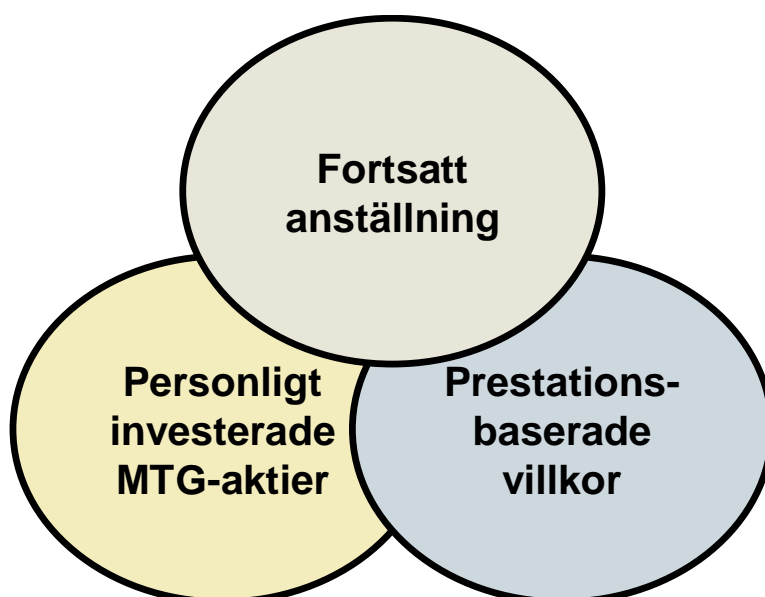 Fortsatt
anställning
Personligt
investerade
MTG-aktier
Prestations-
baserade
villkor